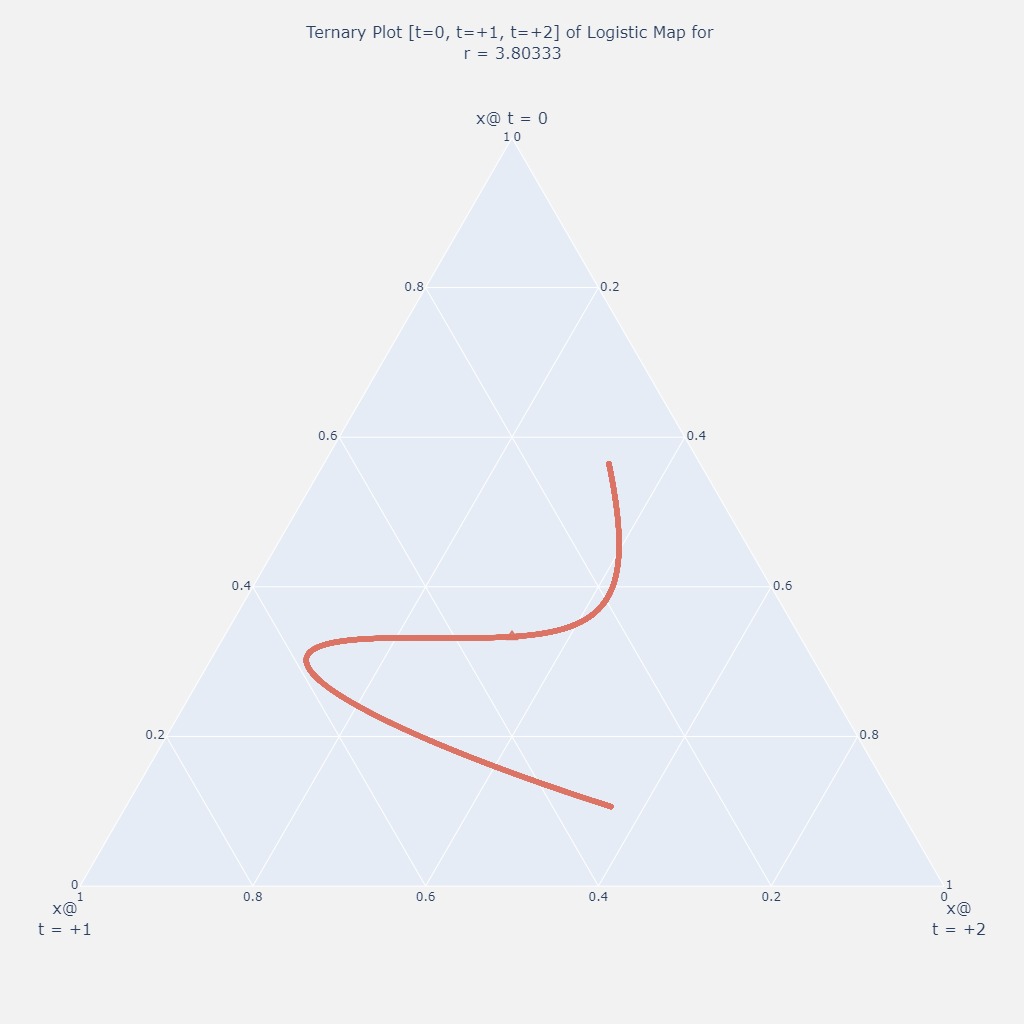 Ternary Plot [t=0, t=+1, t=+2] of Logistic Map for
r = 3.80333
x@ t = 0
1 0
0.8 0.2
0.6 0.4
0.4 0.6
0.2 0.8
0 1
1 0.8 0.6 0.4 0.2 0
x@ x@
t = +1 t = +2